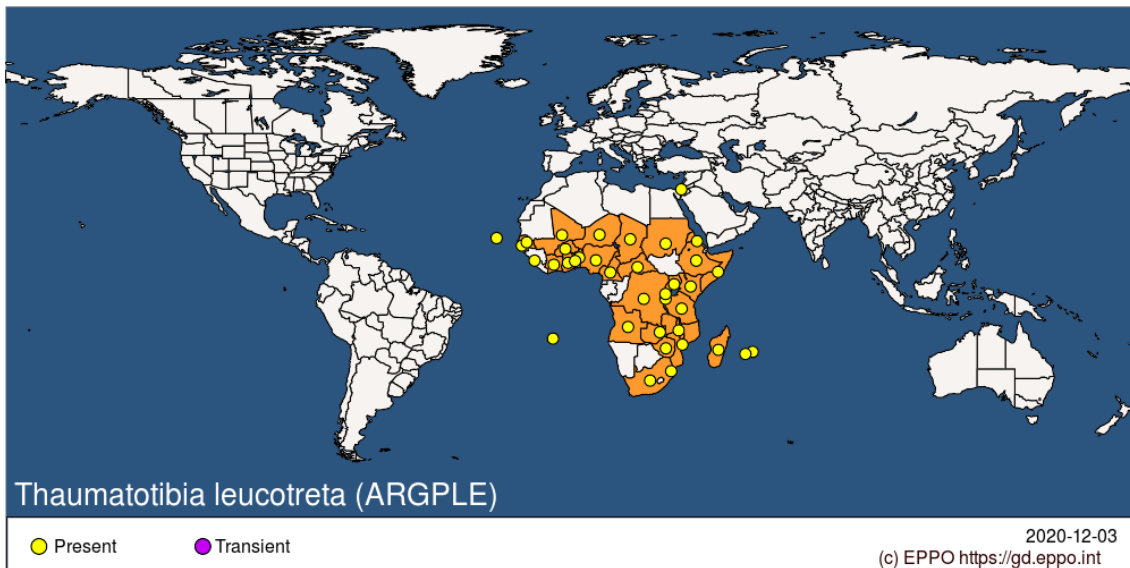 Thaumatotibia leucotreta (ARGPLE)
Present
Transient
2020-12-03
(c) EPPO https://gd.eppo.int